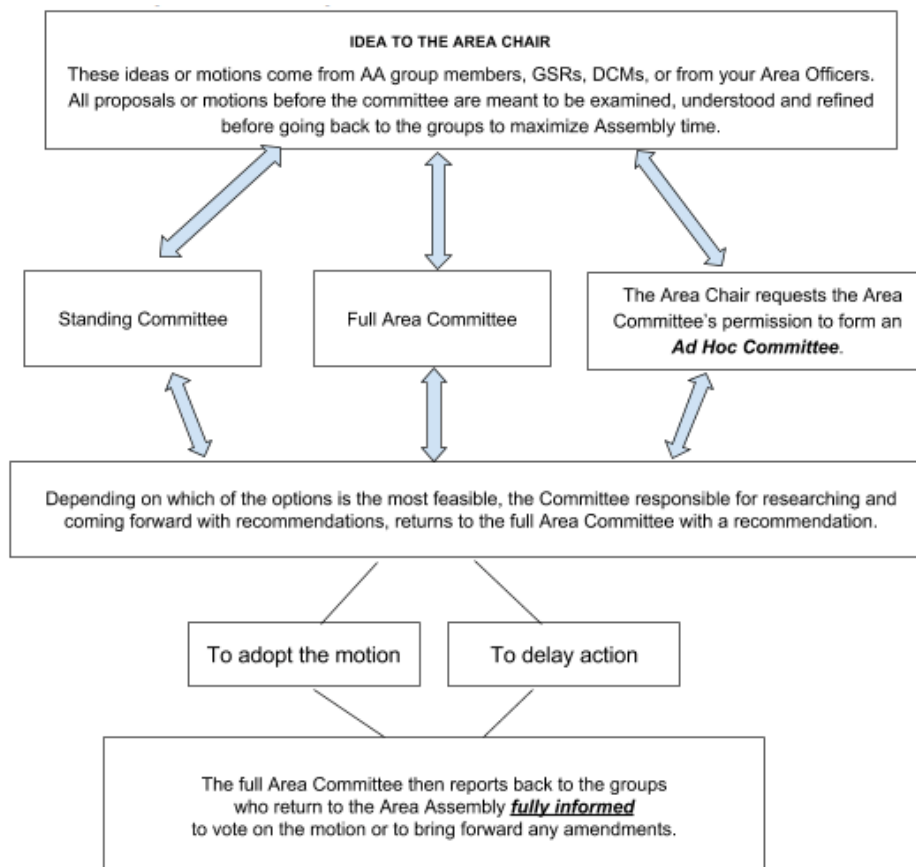 IDEA TO THE AREA CHAIR
These ideas or motions come from AA group members, GSRs, DCMs, or from your Area Officers.
All proposals or motions before the committee are meant to be examined, understood and refined
before going back to the groups to maximize Assembly time.
Standing Committee
Full Area Committee
The Area Chair requests the Area
Committee's permission to form an
Ad Hoc Committee.
Depending on which of the options is the most feasible, the Committee responsible for researching and
coming forward with recommendations, returns to the full Area Committee with a recommendation.
To adopt the motion
To delay action
The full Area Committee then reports back to the groups
who return to the Area Assembly fully informed
to vote on the motion or to bring forward any amendments.